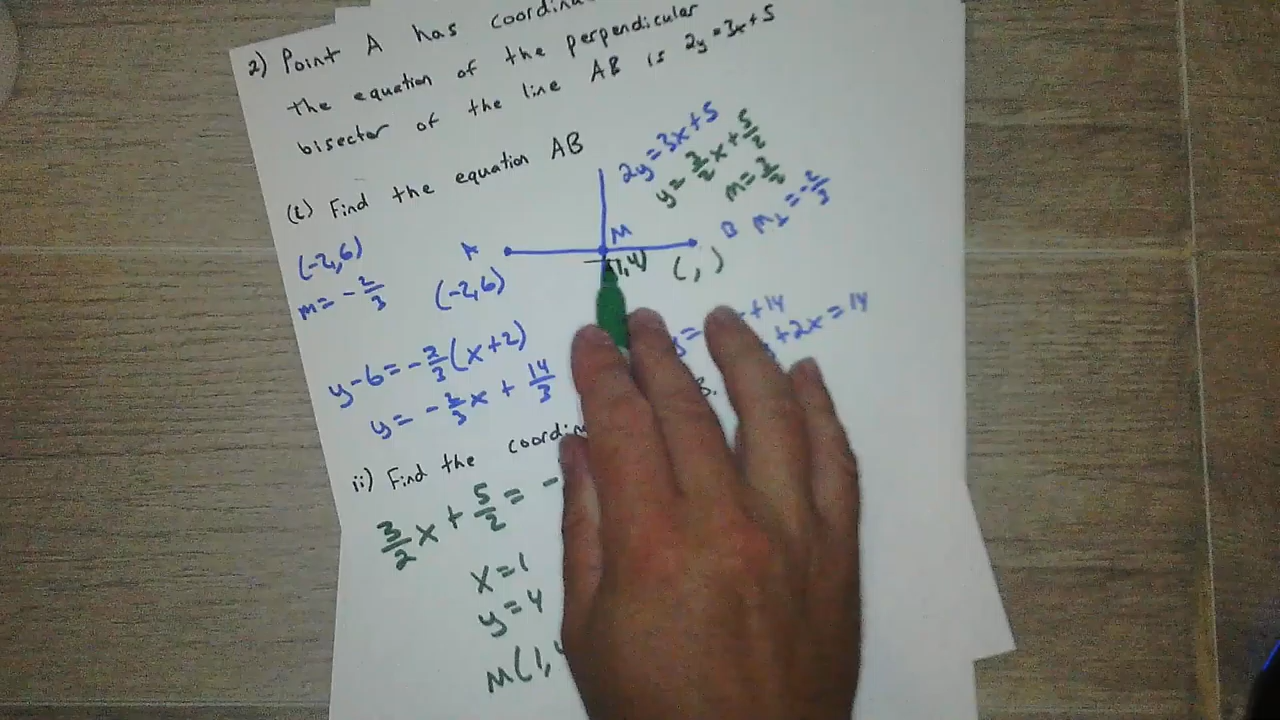 2) Point A has coordina
the equation of the perpendicular
bisector of the line AB is 2y = 3x + 5
(i) Find the equation AB
2y = 3x + 5
y = 3/2 x + 5/2
m = 3/2
m⊥ = -2/3
(-2,6)
m = -2/3
A
M
B
(-2,6)
(1,4)
( , )
y - 6 = -2/3 (x + 2)
y = -2/3 x + 14/3
+ 14
+ 2x = 14
B.
ii) Find the coordin
3/2 x + 5/2 = -
x = 1
y = 4
M(1,